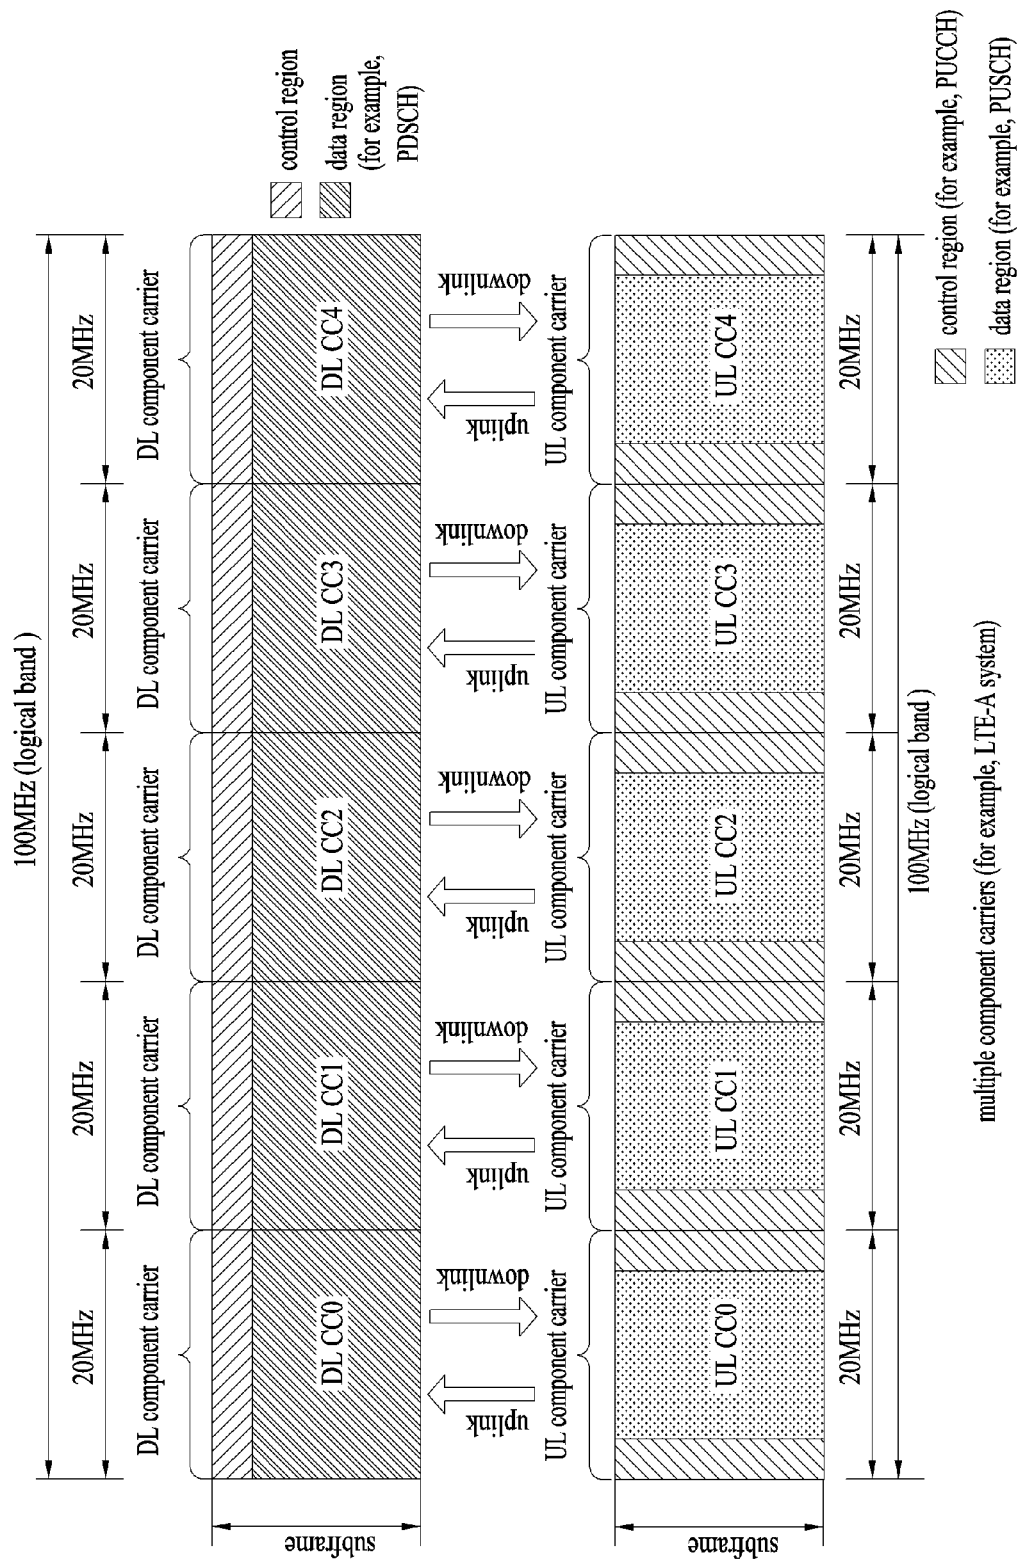 100MHz (logical band )
20MHz
20MHz
20MHz
20MHz
20MHz
DL component carrier
DL component carrier
DL component carrier
DL component carrier
DL component carrier
subframe
DL CC0
DL CC1
DL CC2
DL CC3
DL CC4
control region
data region
(for example,
PDSCH)
uplink
downlink
uplink
downlink
uplink
downlink
uplink
downlink
uplink
downlink
UL component carrier
UL component carrier
UL component carrier
UL component carrier
UL component carrier
subframe
UL CC0
UL CC1
UL CC2
UL CC3
UL CC4
20MHz
20MHz
20MHz
20MHz
20MHz
100MHz (logical band )
control region (for example, PUCCH)
data region (for example, PUSCH)
multiple component carriers (for example, LTE-A system)